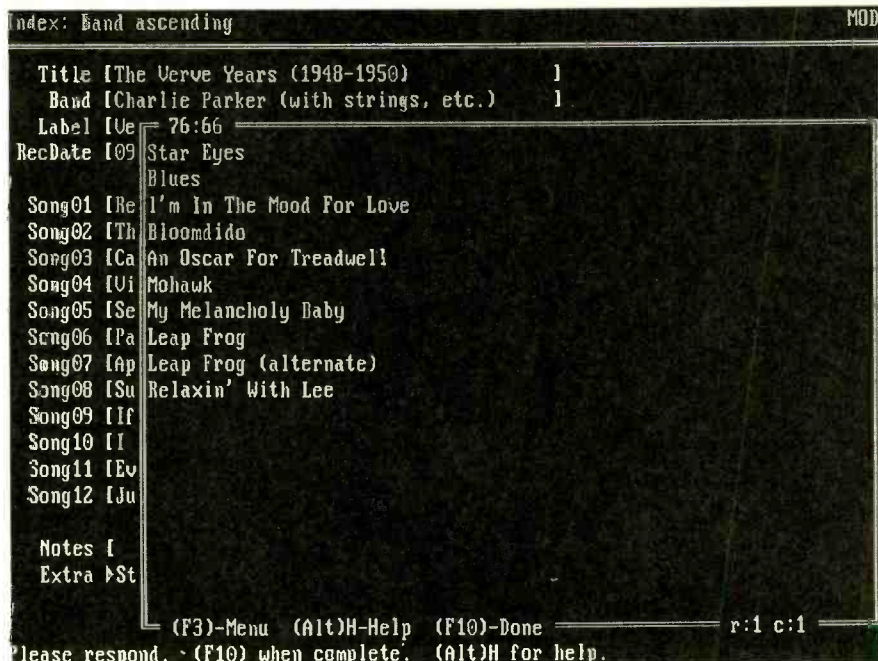 Index: Band ascending MOD
Title [The Verve Years (1948-1950) ]
Band [Charlie Parker (with strings, etc.) ]
Label [Ve 76:66
RecDate [09 Star Eyes
Blues
Song01 [Re I'm In The Mood For Love
Song02 [Th Bloomdido
Song03 [Ca An Oscar For Treadwell
Song04 [Vi Mohawk
Song05 [Se My Melancholy Baby
Song06 [Pa Leap Frog
Song07 [Ap Leap Frog (alternate)
Song08 [Su Relaxin' With Lee
Song09 [If
Song10 [I
Song11 [Ev
Song12 [Ju
Notes [
Extra ▶St
(F3)-Menu (Alt)H-Help (F10)-Done r:1 c:1
Please respond. (F10) when complete. (Alt)H for help.